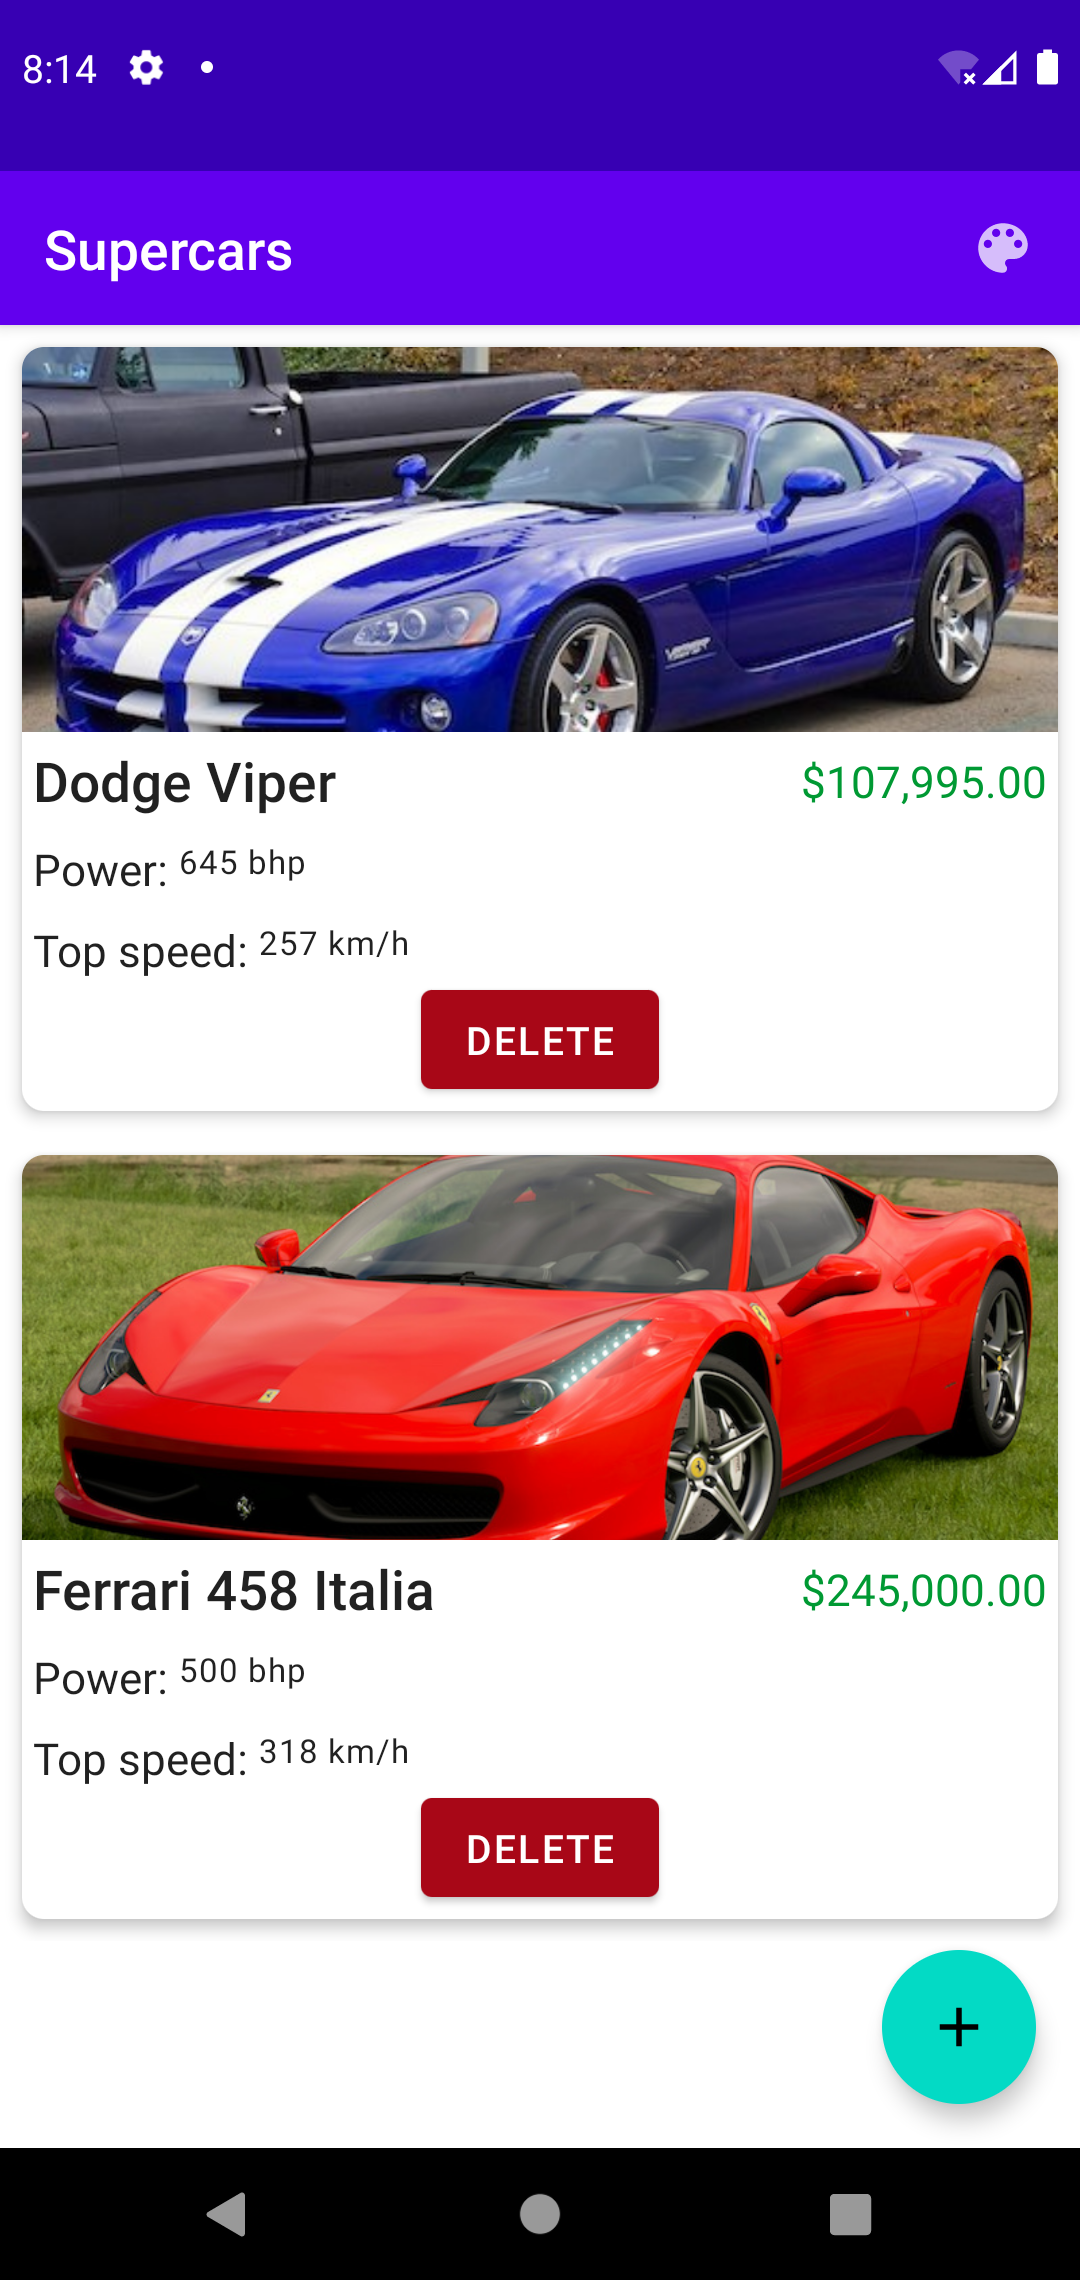 8:14
Supercars
Dodge Viper $107,995.00
Power: 645 bhp
Top speed: 257 km/h
DELETE
Ferrari 458 Italia $245,000.00
Power: 500 bhp
Top speed: 318 km/h
DELETE